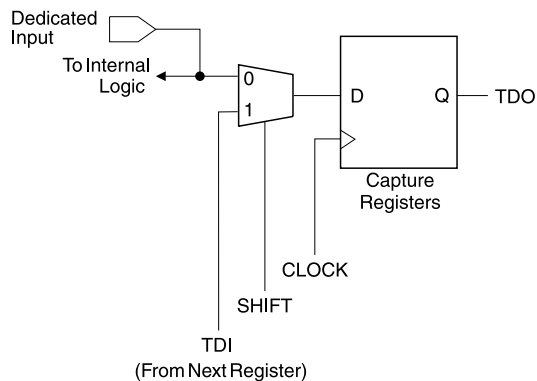 Dedicated
Input
To Internal
Logic
0
1
D
Q
TDO
Capture
Registers
CLOCK
SHIFT
TDI
(From Next Register)